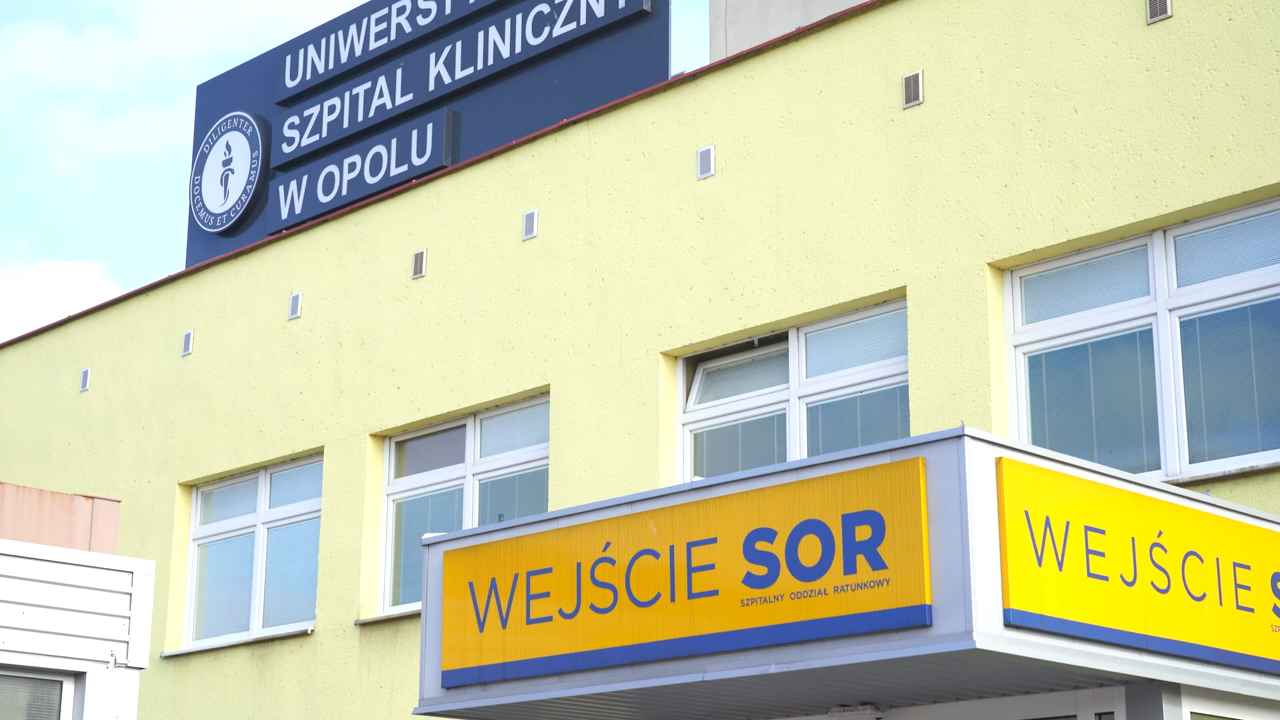 SZPITAL KLINICZNY
W OPOLU
DILIGENTER
DOCEMUS ET CURAMUS
WEJŚCIE SOR
SZPITALNY ODDZIAŁ RATUNKOWY
WEJŚCIE